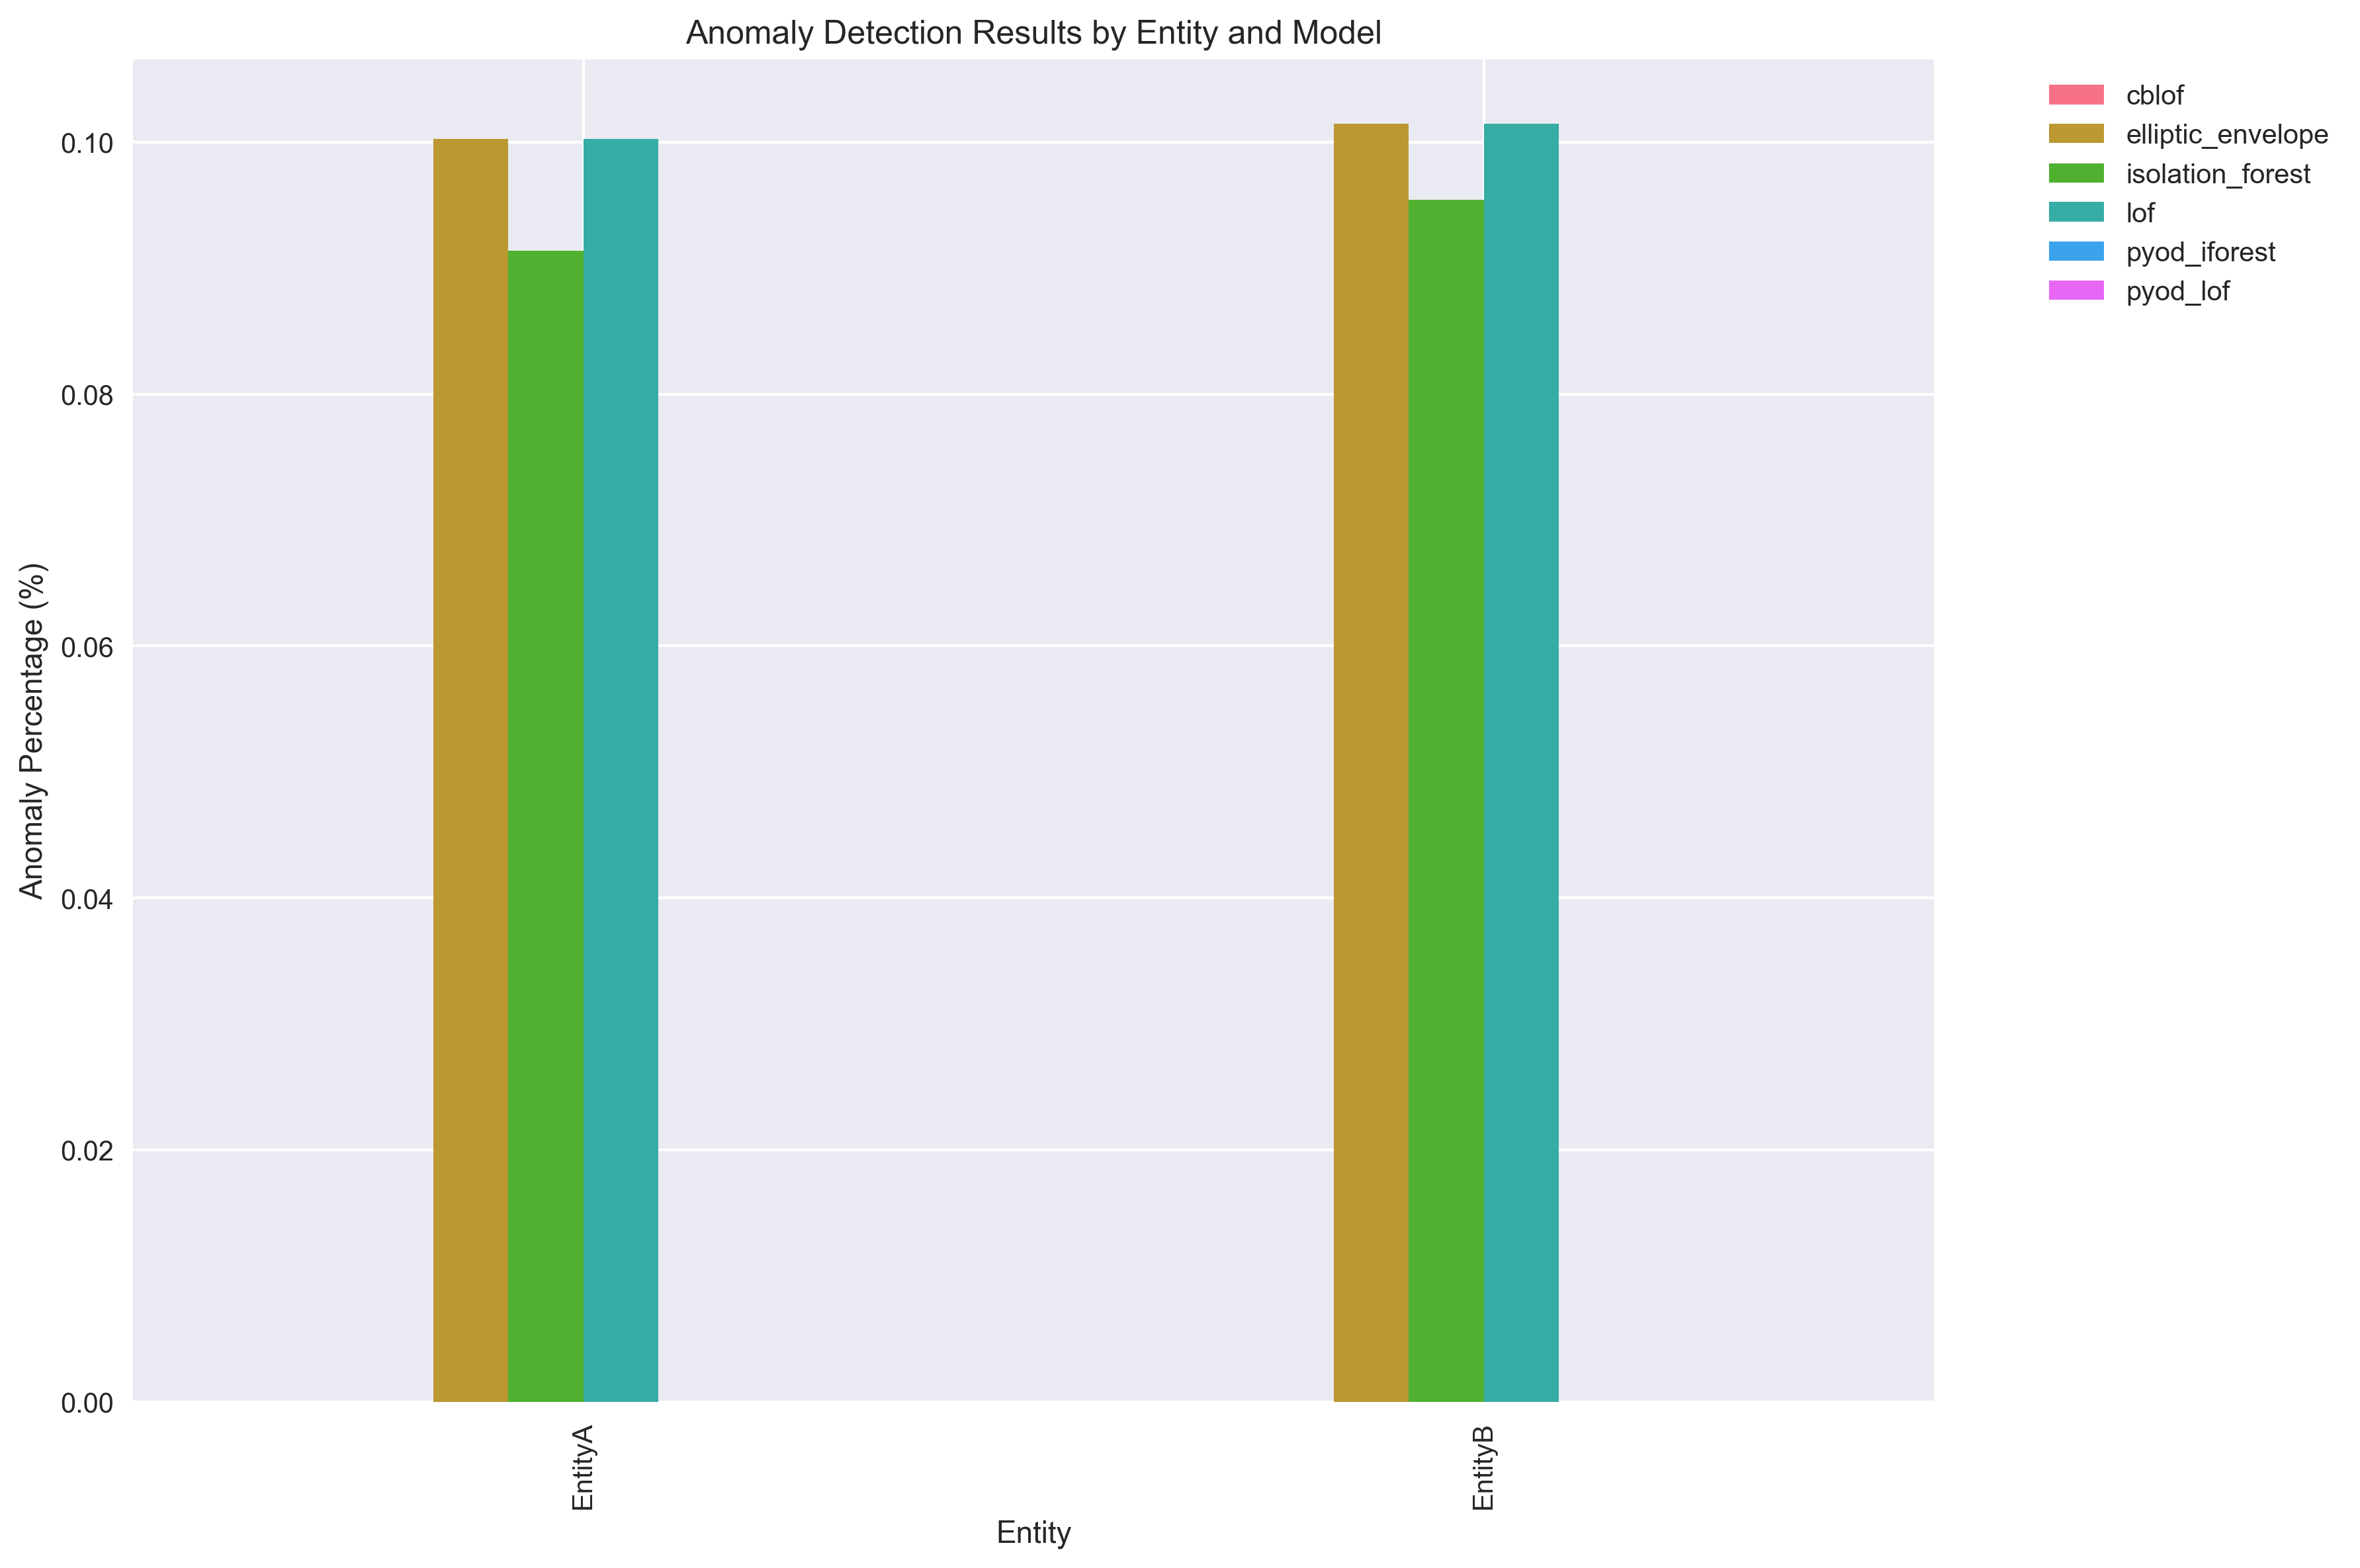 Anomaly Detection Results by Entity and Model
cblof
elliptic_envelope
isolation_forest
lof
pyod_iforest
pyod_lof
Anomaly Percentage (%)
0.10
0.08
0.06
0.04
0.02
0.00
EntityA
EntityB
Entity